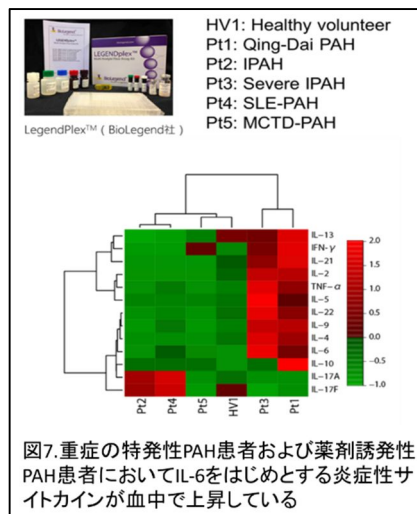 HV1: Healthy volunteer
Pt1: Qing-Dai PAH
Pt2: IPAH
Pt3: Severe IPAH
Pt4: SLE-PAH
Pt5: MCTD-PAH
BioLegend
LEGENDplex™
LegendPlex™ ( BioLegend社 )
IL-13
IFN-γ
IL-21
IL-2
TNF-α
IL-5
IL-22
IL-9
IL-4
IL-6
IL-10
IL-17A
IL-17F
2.0
1.5
1.0
0.5
0.0
-0.5
-1.0
Pt2
Pt4
Pt5
HV1
Pt3
Pt1
図7.重症の特発性PAH患者および薬剤誘発性
PAH患者においてIL-6をはじめとする炎症性サ
イトカインが血中で上昇している